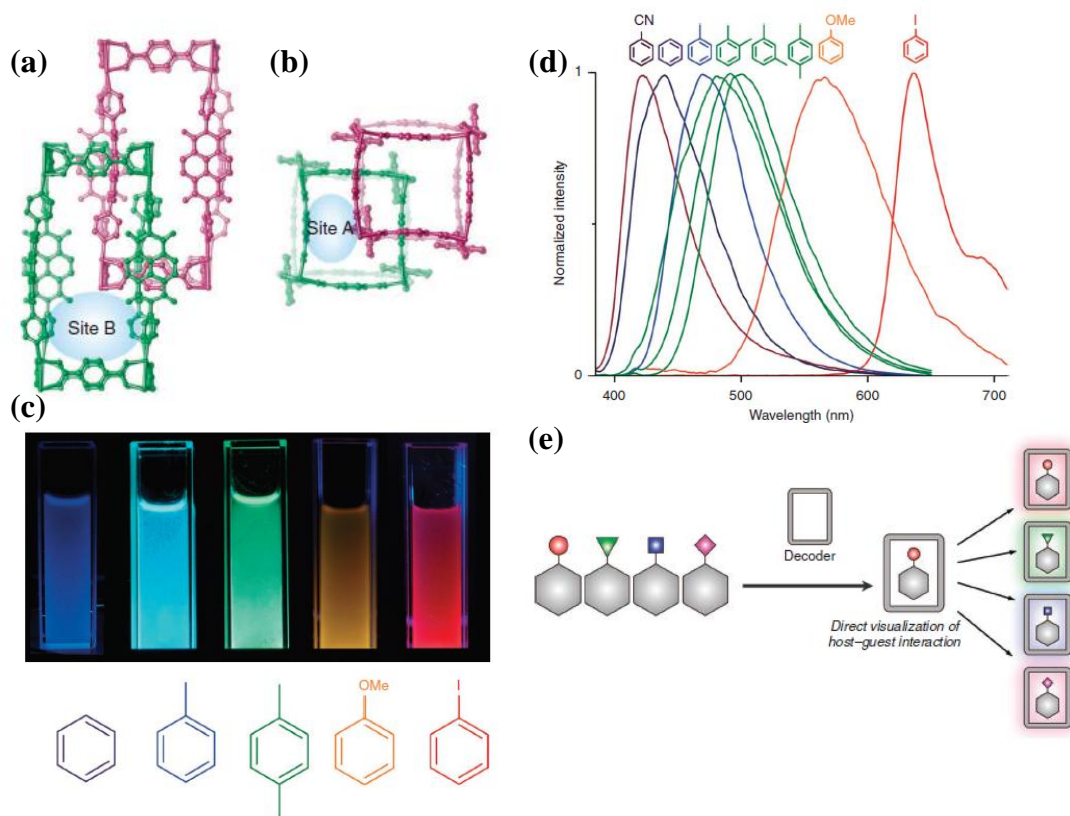 (a)
(b)
Site A
Site B
(c)
OMe
I
(d)
CN
OMe
I
Normalized intensity
1
0
400
500
600
700
Wavelength (nm)
(e)
Decoder
Direct visualization of
host–guest interaction